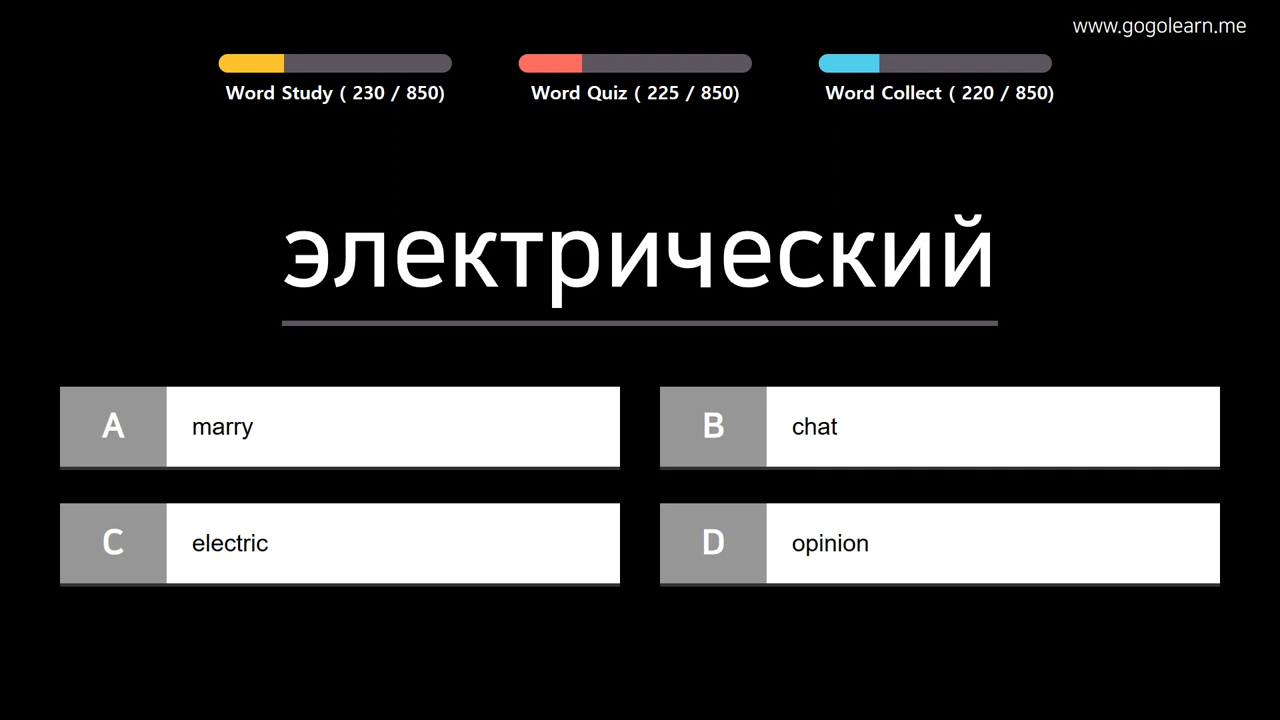 www.gogolearn.me
Word Study ( 230 / 850)
Word Quiz ( 225 / 850)
Word Collect ( 220 / 850)
электрический
A marry
B chat
C electric
D opinion